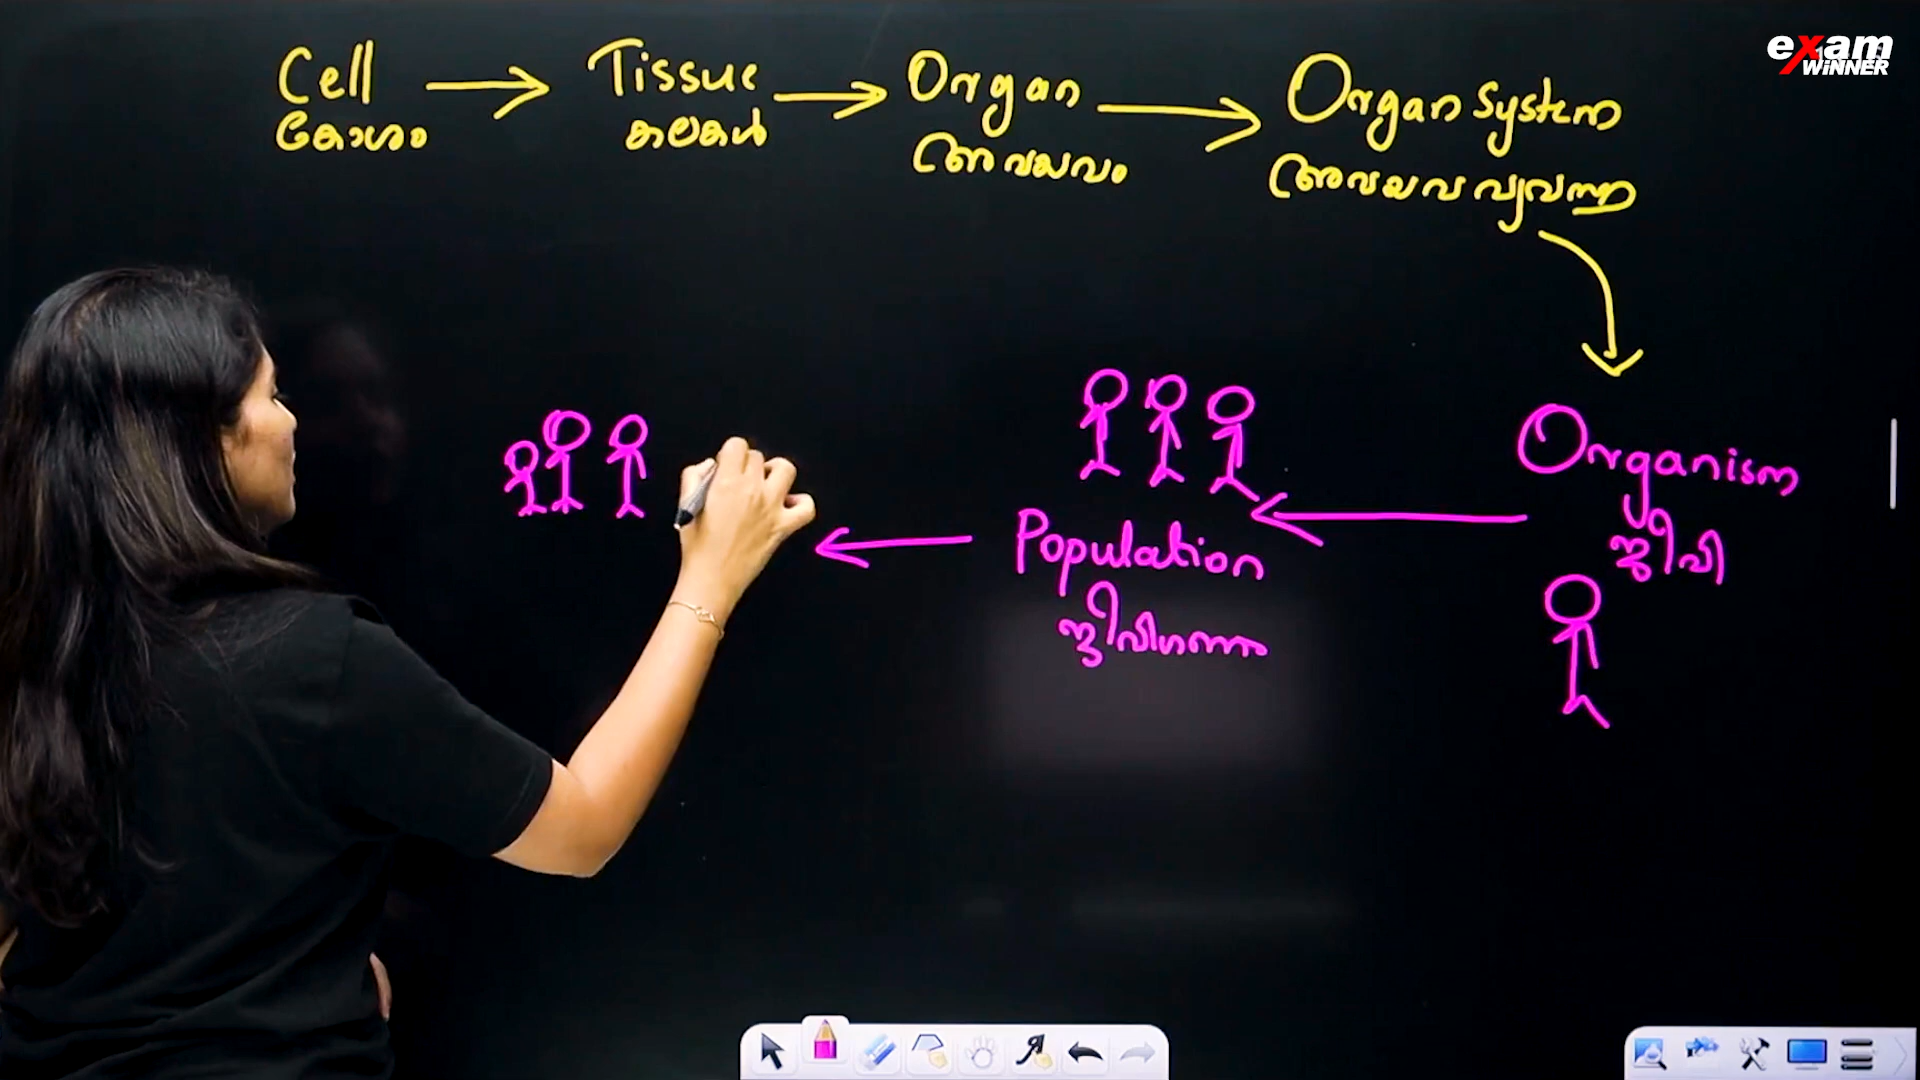 exam
WiNNER
Cell → Tissue → Organ → Organ System
കോശം കലകൾ അവയവം അവയവ വ്യവസ്ഥ
Organism
ജീവി
Population
ജീവിഗണം